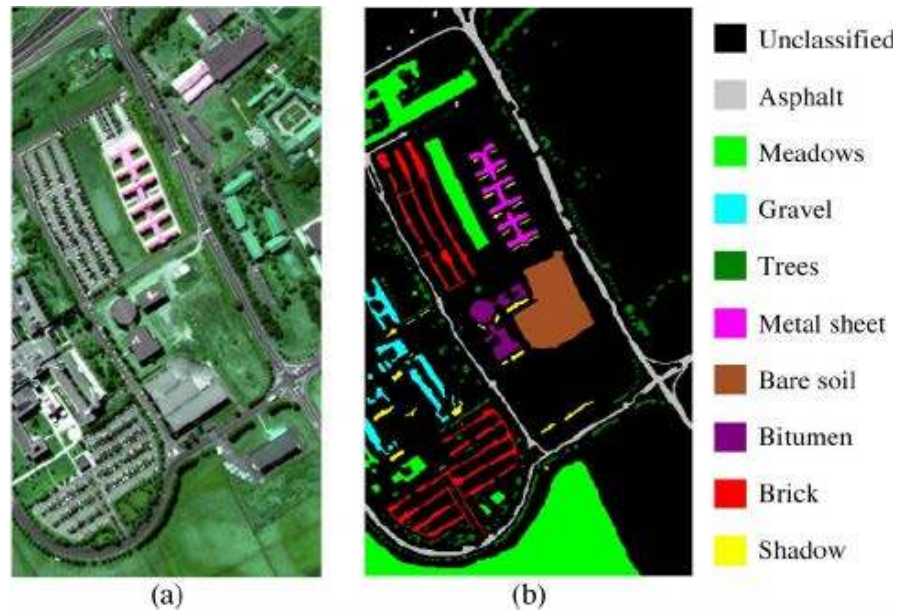 Unclassified
Asphalt
Meadows
Gravel
Trees
Metal sheet
Bare soil
Bitumen
Brick
Shadow
(a)
(b)